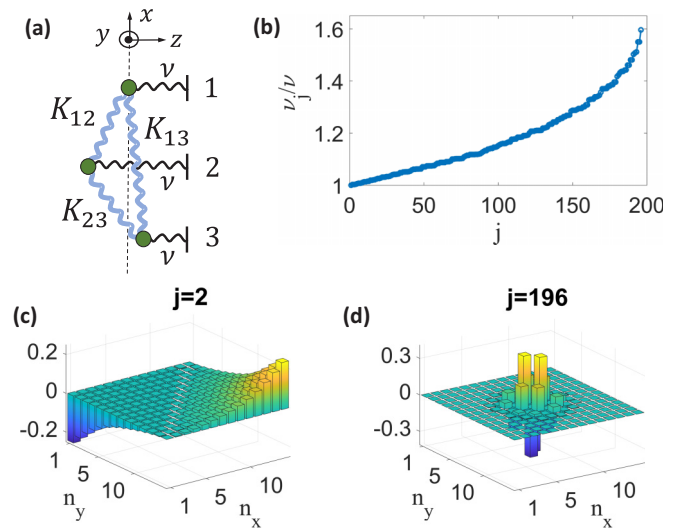 (a)
x
y
z
ν
1
K₁₂
K₁₃
ν
2
K₂₃
ν
3
(b)
ν_j/ν
1.6
1.4
1.2
1
0
50
100
150
200
j
(c)
j=2
0.2
0
-0.2
1
5
10
n_y
1
5
10
n_x
(d)
j=196
0.3
0
-0.3
1
5
10
n_y
1
5
10
n_x